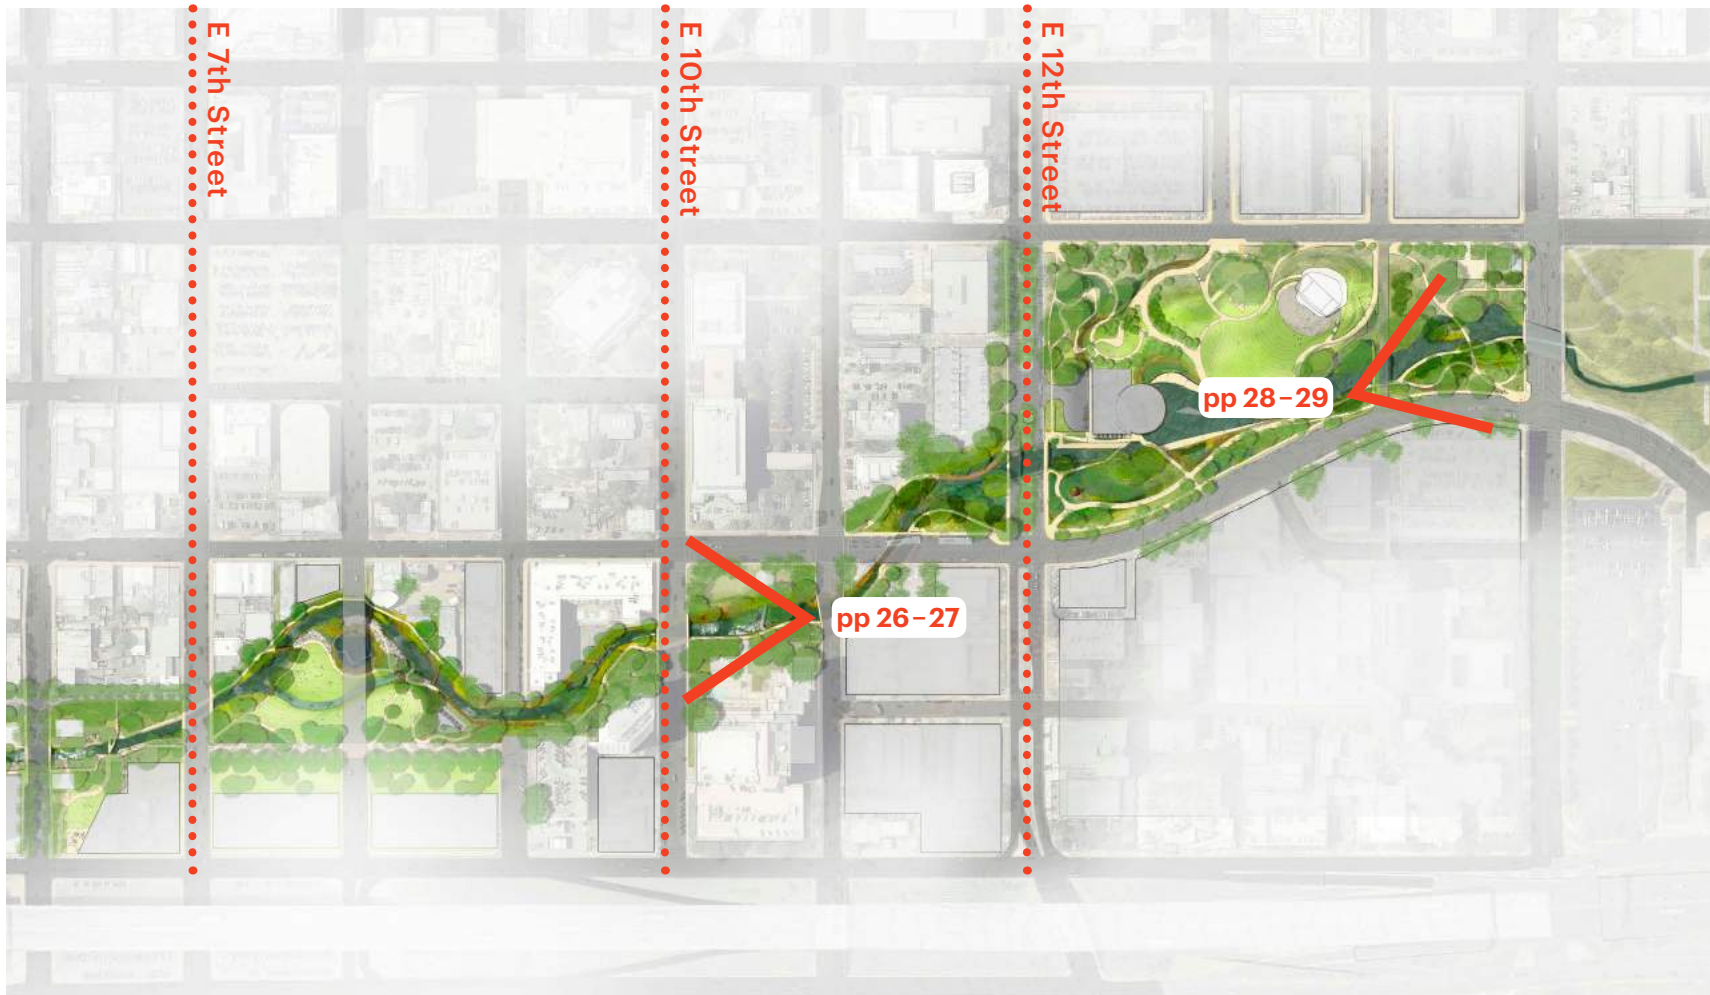 E 7th Street
E 10th Street
E 12th Street
pp 28–29
pp 26–27